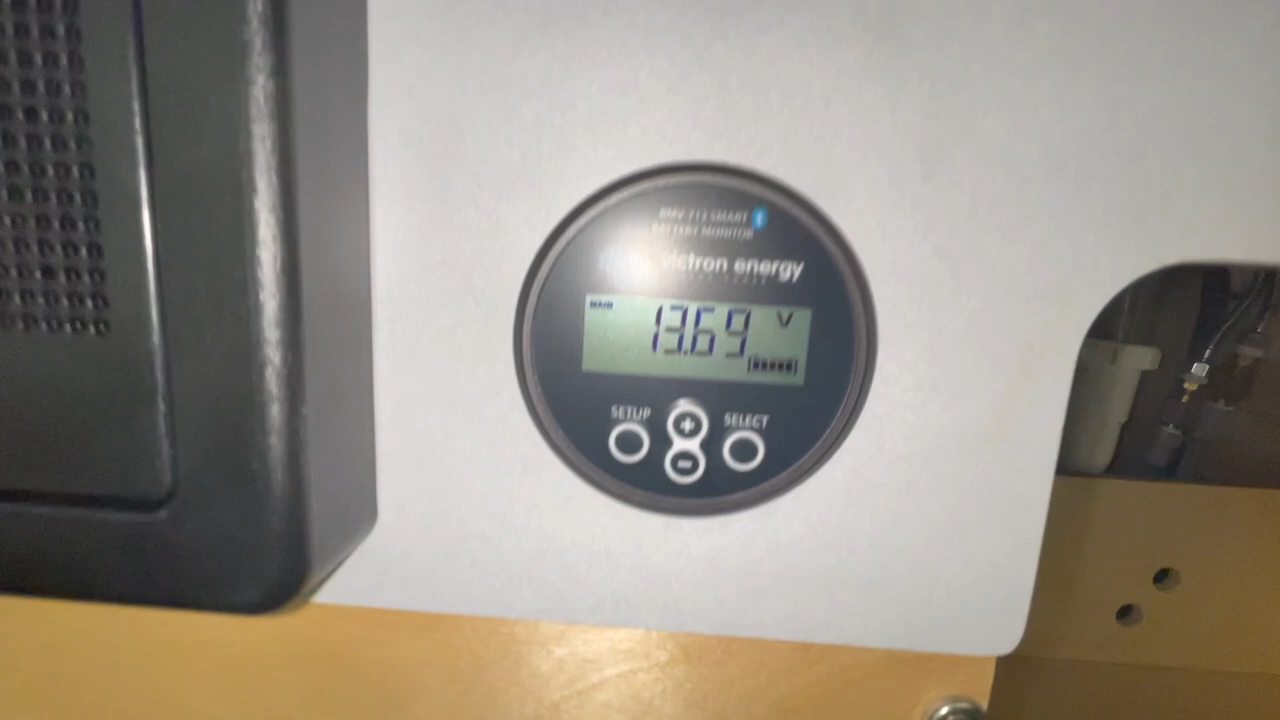 BMV-712 SMART
BATTERY MONITOR
victron energy
MAIN
13.69 V
SETUP
+
SELECT
-